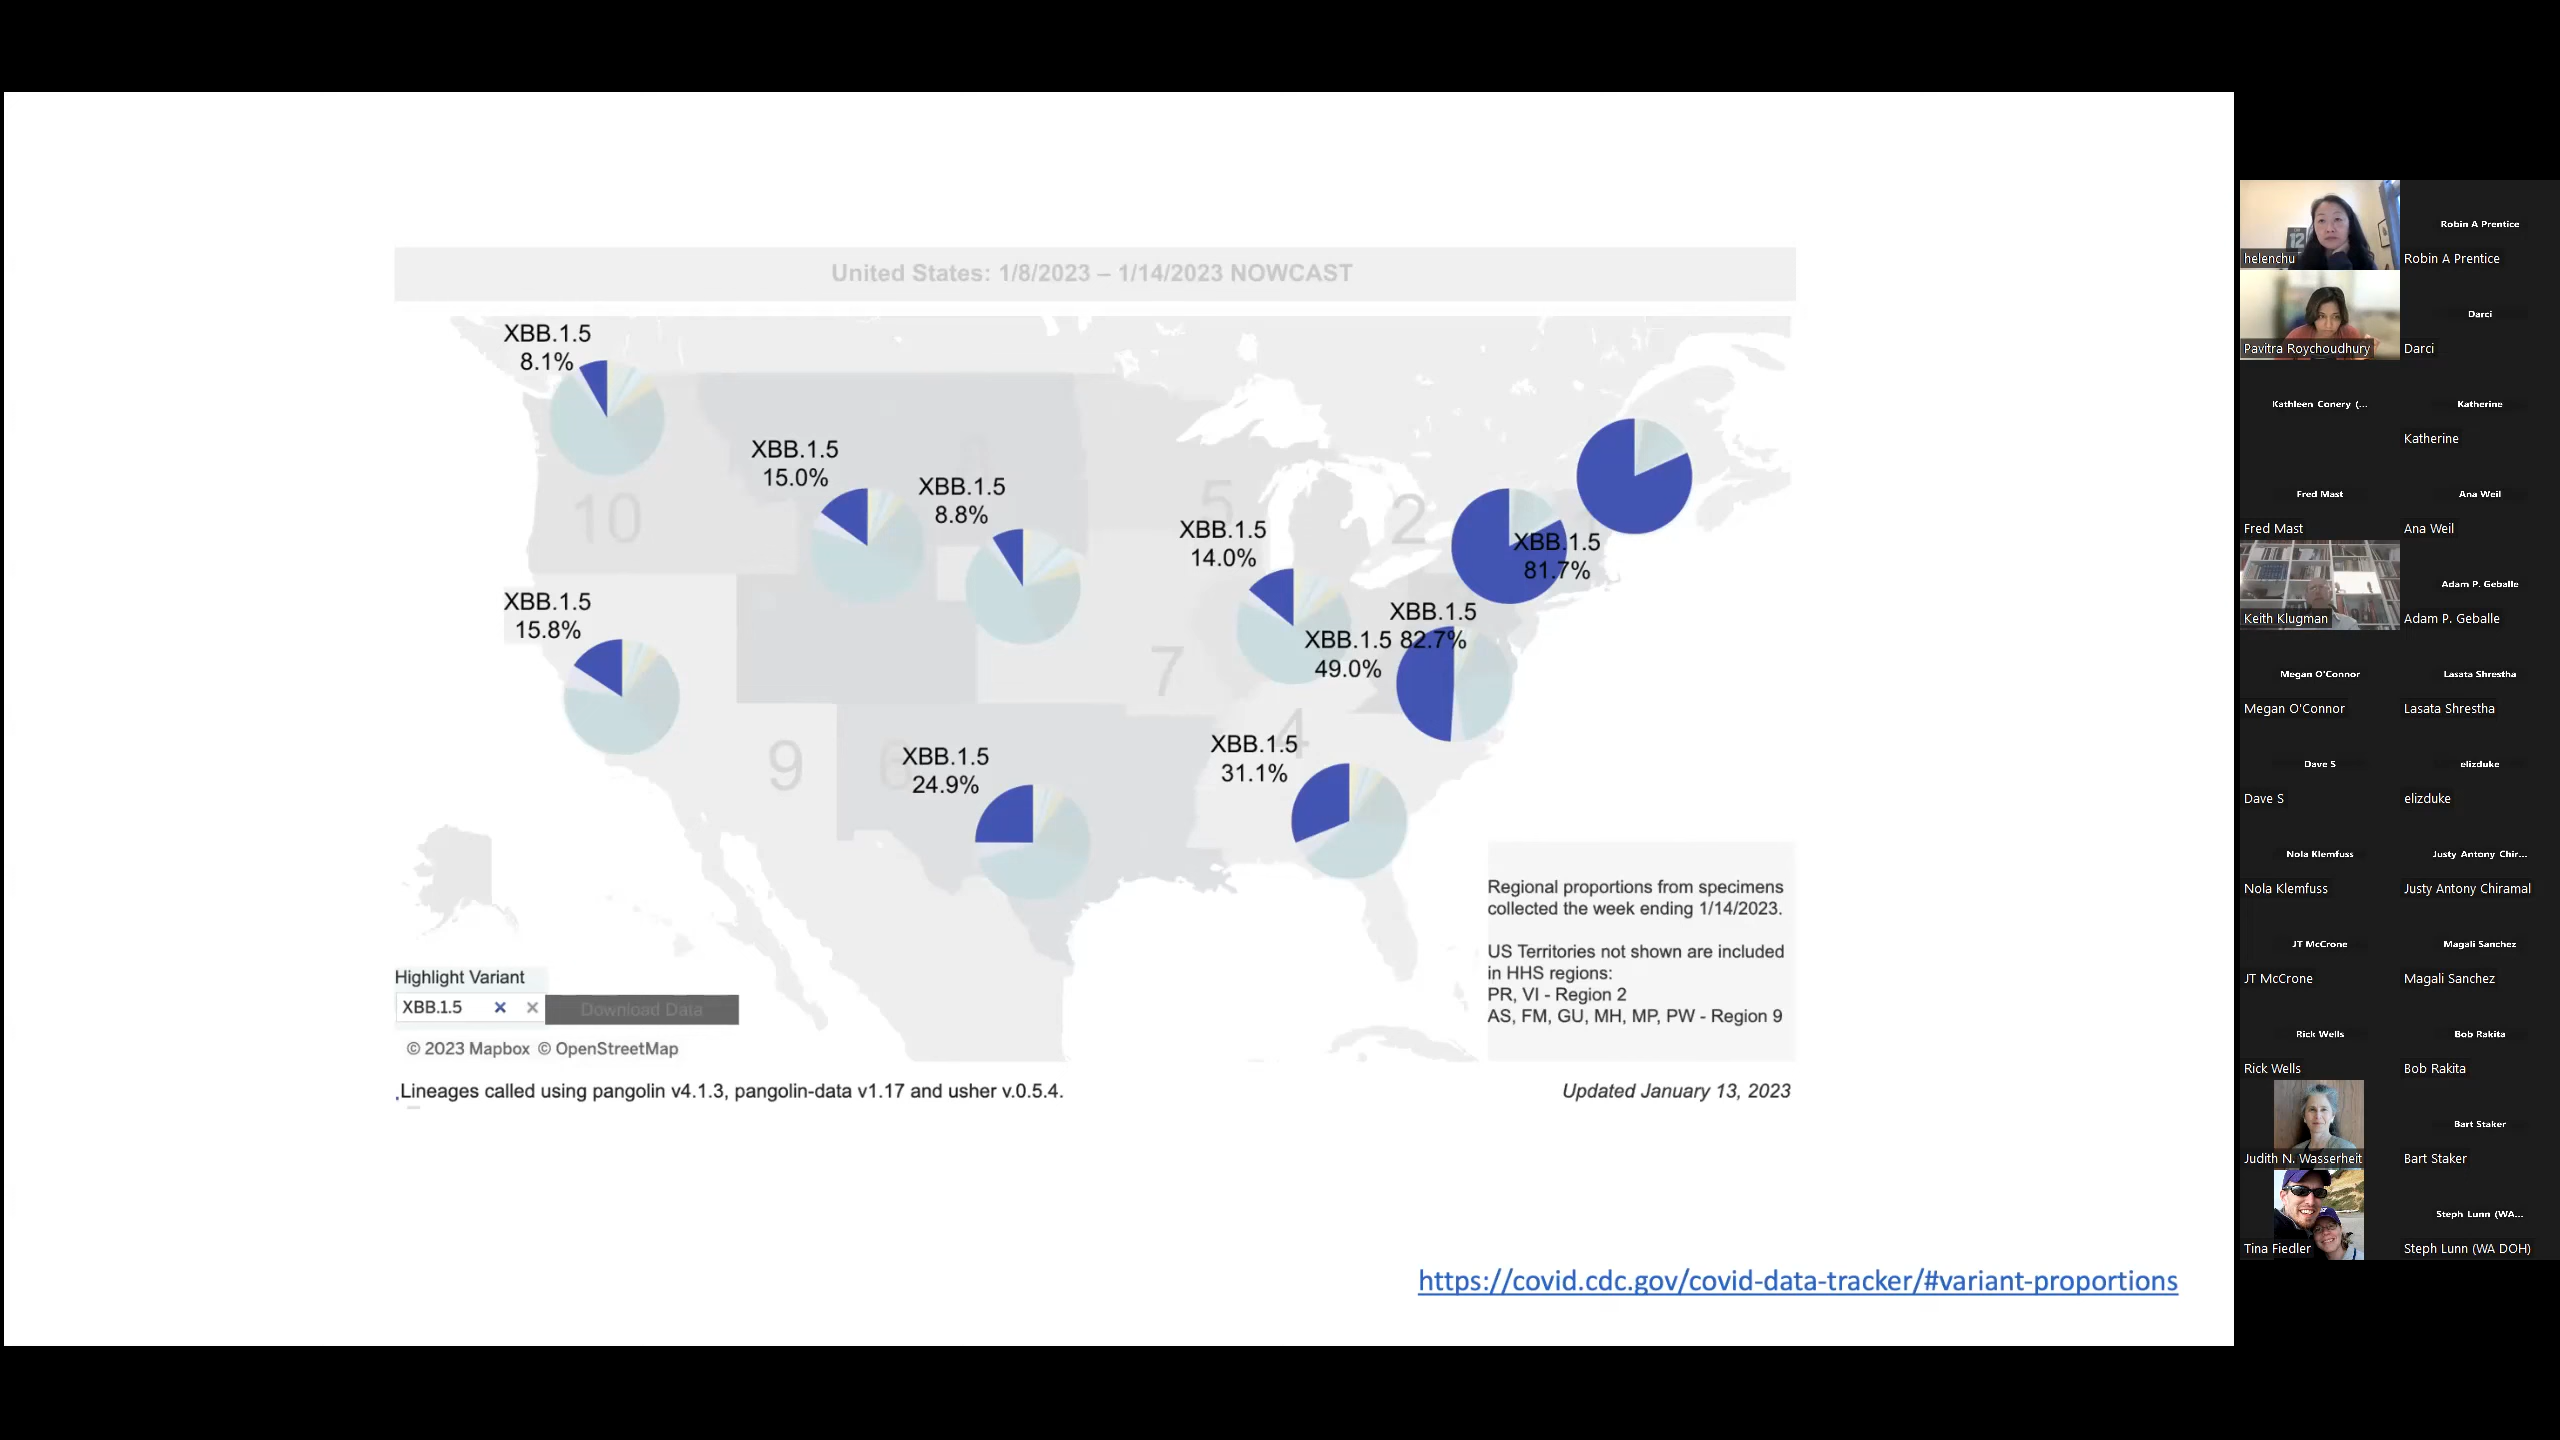 United States: 1/8/2023 – 1/14/2023 NOWCAST
XBB.1.5
8.1%
XBB.1.5
15.0%
XBB.1.5
8.8%
10
5
2
XBB.1.5
14.0%
XBB.1.5
81.7%
XBB.1.5
15.8%
XBB.1.5
82.7%
XBB.1.5
49.0%
7
4
9
6
XBB.1.5
24.9%
XBB.1.5
31.1%
Regional proportions from specimens
collected the week ending 1/14/2023.
US Territories not shown are included
in HHS regions:
PR, VI - Region 2
AS, FM, GU, MH, MP, PW - Region 9
Highlight Variant
XBB.1.5
Download Data
© 2023 Mapbox © OpenStreetMap
Lineages called using pangolin v4.1.3, pangolin-data v1.17 and usher v.0.5.4.
Updated January 13, 2023
https://covid.cdc.gov/covid-data-tracker/#variant-proportions
12
helenchu
Robin A Prentice
Robin A Prentice
Pavitra Roychoudhury
Darci
Darci
Kathleen Conery (...
Katherine
Katherine
Fred Mast
Fred Mast
Ana Weil
Ana Weil
Keith Klugman
Adam P. Geballe
Adam P. Geballe
Megan O'Connor
Megan O'Connor
Lasata Shrestha
Lasata Shrestha
Dave S
Dave S
elizduke
elizduke
Nola Klemfuss
Nola Klemfuss
Justy Antony Chir...
Justy Antony Chiramal
JT McCrone
JT McCrone
Magali Sanchez
Magali Sanchez
Rick Wells
Rick Wells
Bob Rakita
Bob Rakita
Judith N. Wasserheit
Bart Staker
Bart Staker
Tina Fiedler
Steph Lunn (WA...
Steph Lunn (WA DOH)